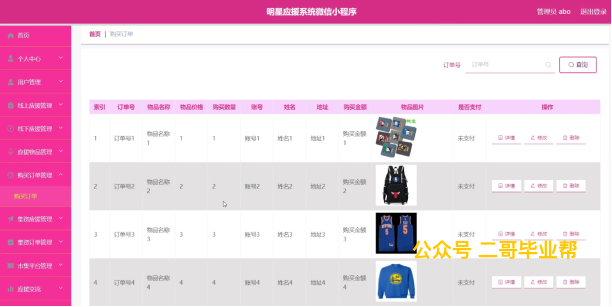 明星应援系统微信小程序
管理员 abo 退出登录
首页
个人中心
用户管理
线上应援管理
线下应援管理
应援物品管理
购买订单管理
购买订单
重置应援管理
重置订单管理
市集平台管理
应援交流
首页 | 购买订单
订单号 订单号 查询
索引 订单号 物品名称 物品价格 购买数量 账号 姓名 地址 购买金额 物品图片 是否支付 操作
1 订单号1 物品名称1 1 1 账号1 姓名1 地址1 购买金额1 未支付 详情 修改 删除
2 订单号2 物品名称2 2 2 账号2 姓名2 地址2 购买金额2 未支付 详情 修改 删除
3 订单号3 物品名称3 3 3 账号3 姓名3 地址3 购买金额3 未支付 详情 修改 删除
4 订单号4 物品名称4 4 4 账号4 姓名4 地址4 购买金额4 未支付 详情 修改 删除
公众号 二哥毕业帮